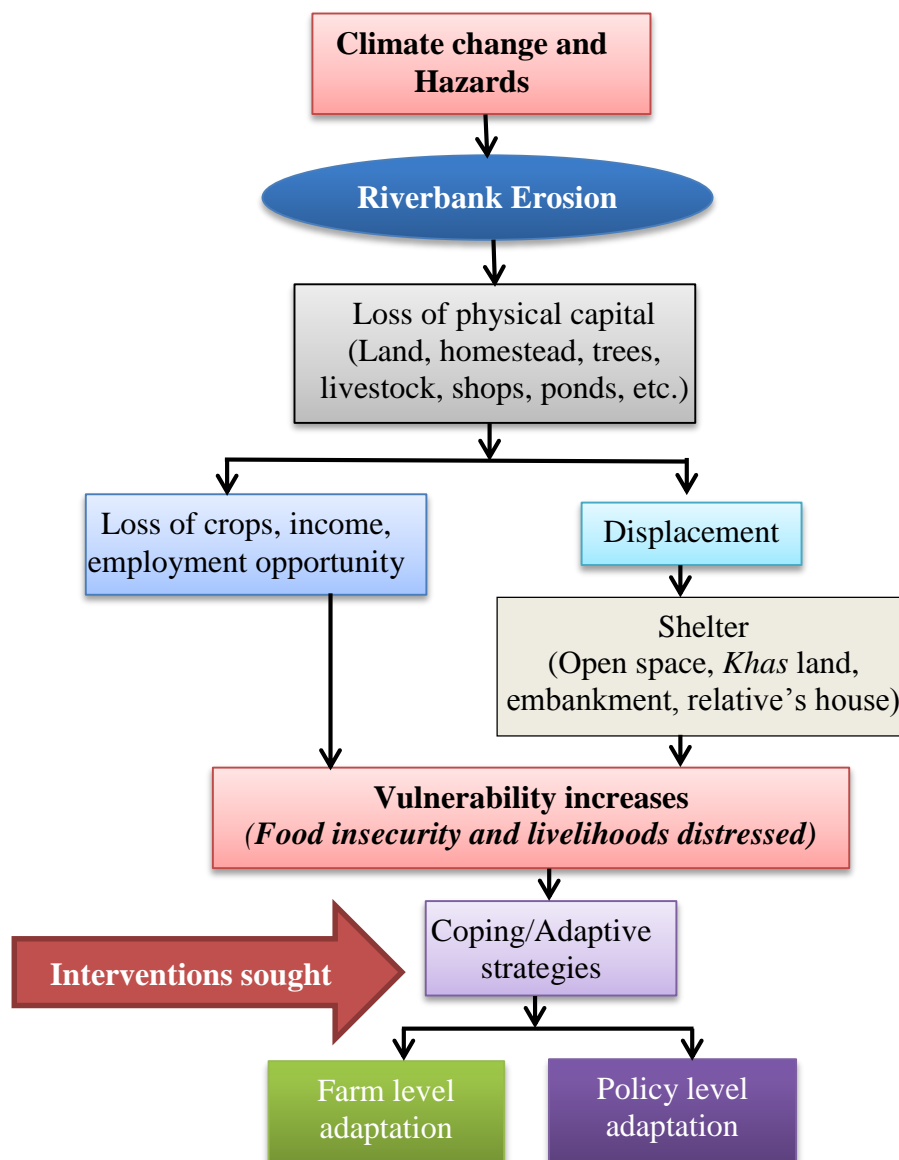 Climate change and
Hazards
Riverbank Erosion
Loss of physical capital
(Land, homestead, trees,
livestock, shops, ponds, etc.)
Loss of crops, income,
employment opportunity
Displacement
Shelter
(Open space, Khas land,
embankment, relative’s house)
Vulnerability increases
(Food insecurity and livelihoods distressed)
Coping/Adaptive
strategies
Interventions sought
Farm level
adaptation
Policy level
adaptation